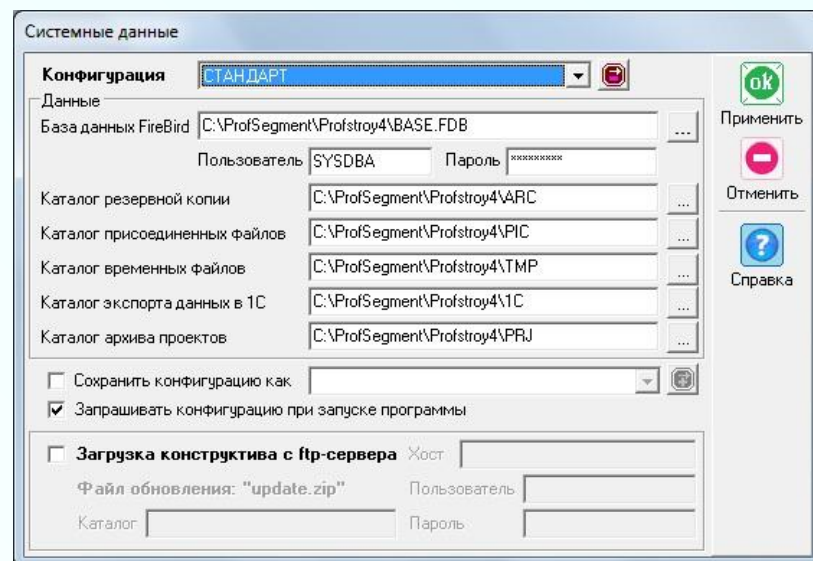 Системные данные
Конфигурация СТАНДАРТ
ok
Применить
Данные
База данных FireBird C:\ProfSegment\Profstroy4\BASE.FDB ...
Пользователь SYSDBA Пароль *********
Отменить
Каталог резервной копии C:\ProfSegment\Profstroy4\ARC ...
Каталог присоединенных файлов C:\ProfSegment\Profstroy4\PIC ...
?
Справка
Каталог временных файлов C:\ProfSegment\Profstroy4\TMP ...
Каталог экспорта данных в 1С C:\ProfSegment\Profstroy4\1C ...
Каталог архива проектов C:\ProfSegment\Profstroy4\PRJ ...
Сохранить конфигурацию как
Запрашивать конфигурацию при запуске программы
Загрузка конструктива с ftp-сервера Хост
Файл обновления: "update.zip" Пользователь
Каталог Пароль